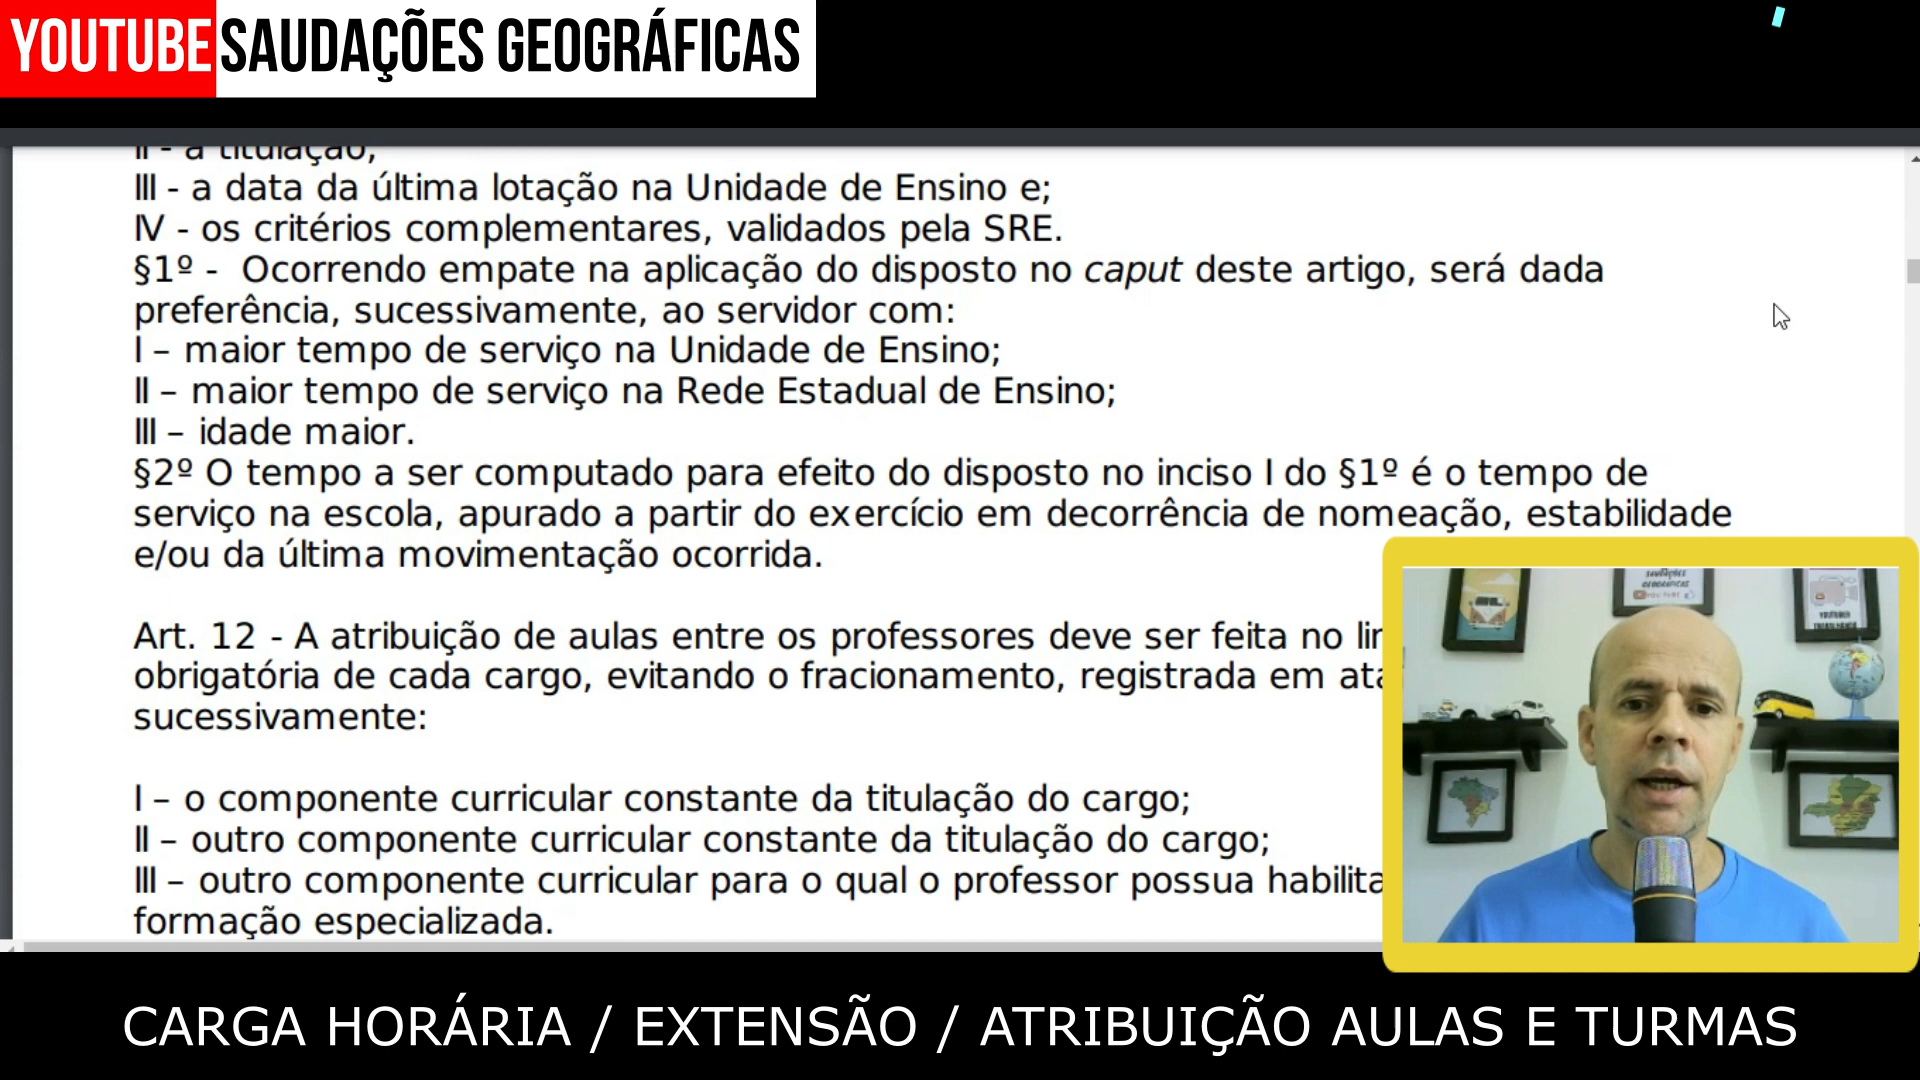 YOUTUBE SAUDAÇÕES GEOGRÁFICAS
II - a titulação;
III - a data da última lotação na Unidade de Ensino e;
IV - os critérios complementares, validados pela SRE.
§1º - Ocorrendo empate na aplicação do disposto no caput deste artigo, será dada
preferência, sucessivamente, ao servidor com:
I – maior tempo de serviço na Unidade de Ensino;
II – maior tempo de serviço na Rede Estadual de Ensino;
III – idade maior.
§2º O tempo a ser computado para efeito do disposto no inciso I do §1º é o tempo de
serviço na escola, apurado a partir do exercício em decorrência de nomeação, estabilidade
e/ou da última movimentação ocorrida.
Art. 12 - A atribuição de aulas entre os professores deve ser feita no
obrigatória de cada cargo, evitando o fracionamento, registrada em
sucessivamente:
I – o componente curricular constante da titulação do cargo;
II – outro componente curricular constante da titulação do cargo;
III – outro componente curricular para o qual o professor possua
formação especializada.
SAUDAÇÕES
GEOGRÁFICAS
CARGA HORÁRIA / EXTENSÃO / ATRIBUIÇÃO AULAS E TURMAS